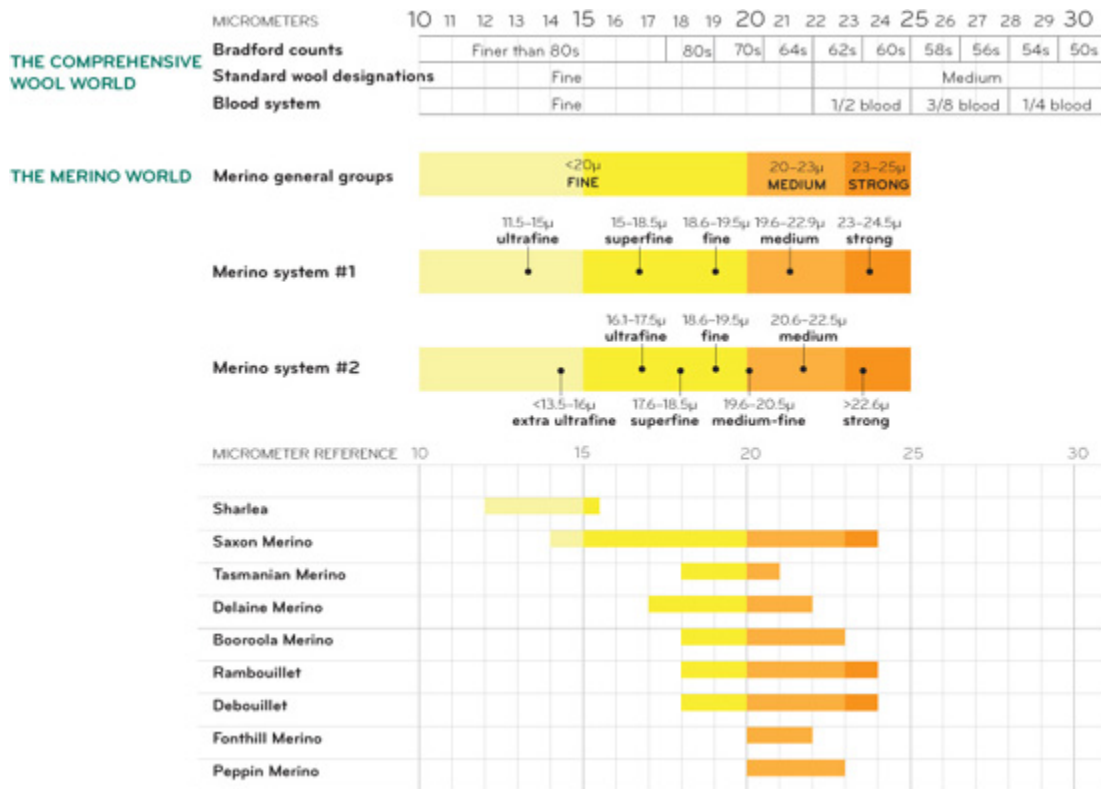 MICROMETERS 10 11 12 13 14 15 16 17 18 19 20 21 22 23 24 25 26 27 28 29 30
THE COMPREHENSIVE
WOOL WORLD
Bradford counts Finer than 80s 80s 70s 64s 62s 60s 58s 56s 54s 50s
Standard wool designations Fine Medium
Blood system Fine 1/2 blood 3/8 blood 1/4 blood
THE MERINO WORLD
Merino general groups
<20µ 20–23µ 23–25µ
FINE MEDIUM STRONG
11.5–15µ 15–18.5µ 18.6–19.5µ 19.6–22.9µ 23–24.5µ
ultrafine superfine fine medium strong
Merino system #1
16.1–17.5µ 18.6–19.5µ 20.6–22.5µ
ultrafine fine medium
Merino system #2
<13.5–16µ 17.6–18.5µ 19.6–20.5µ >22.6µ
extra ultrafine superfine medium-fine strong
MICROMETER REFERENCE 10 15 20 25 30
Sharlea
Saxon Merino
Tasmanian Merino
Delaine Merino
Booroola Merino
Rambouillet
Debouillet
Fonthill Merino
Peppin Merino